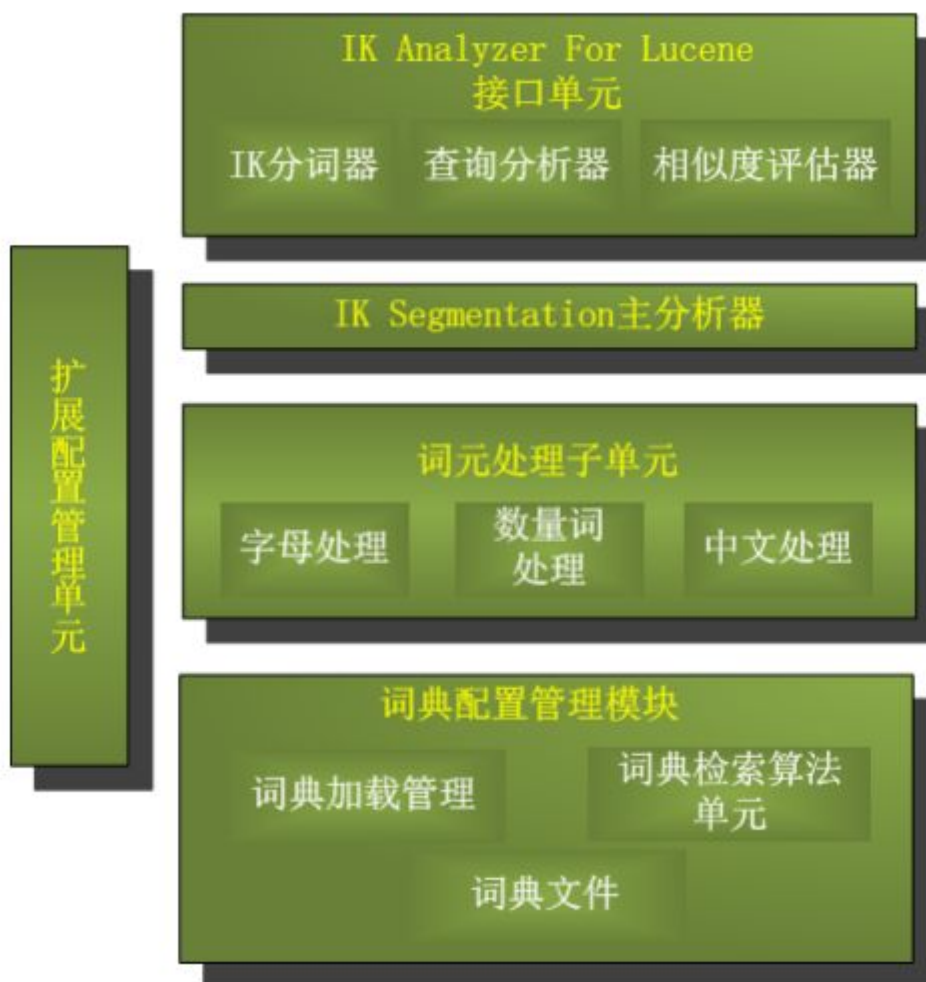 IK Analyzer For Lucene
接口单元
IK分词器 查询分析器 相似度评估器
IK Segmentation主分析器
扩展配置管理单元
词元处理子单元
字母处理
数量词
处理
中文处理
词典配置管理模块
词典加载管理
词典检索算法
单元
词典文件